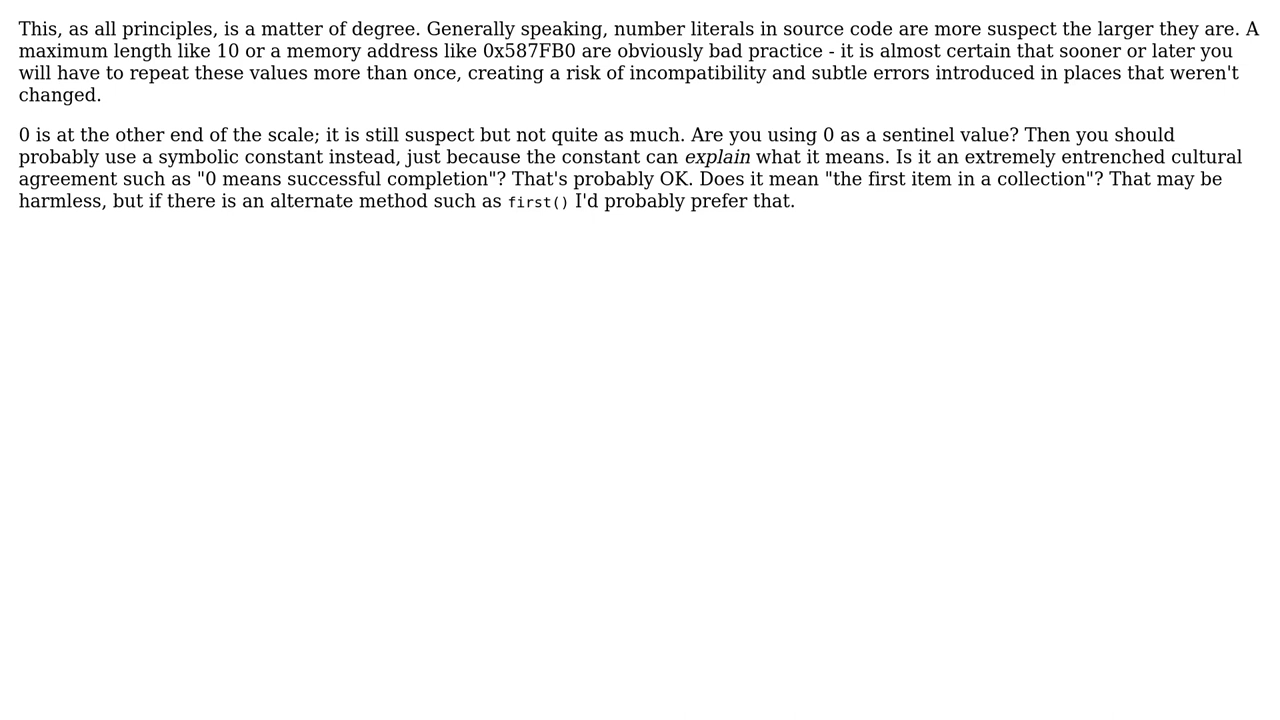 This, as all principles, is a matter of degree. Generally speaking, number literals in source code are more suspect the larger they are. A
maximum length like 10 or a memory address like 0x587FB0 are obviously bad practice - it is almost certain that sooner or later you
will have to repeat these values more than once, creating a risk of incompatibility and subtle errors introduced in places that weren't
changed.
0 is at the other end of the scale; it is still suspect but not quite as much. Are you using 0 as a sentinel value? Then you should
probably use a symbolic constant instead, just because the constant can explain what it means. Is it an extremely entrenched cultural
agreement such as "0 means successful completion"? That's probably OK. Does it mean "the first item in a collection"? That may be
harmless, but if there is an alternate method such as first() I'd probably prefer that.